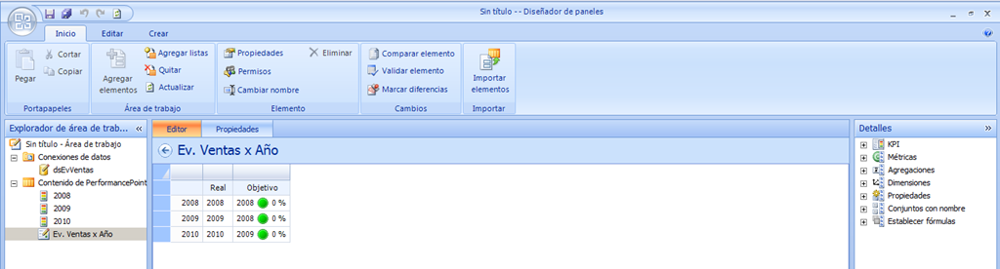 Sin título -- Diseñador de paneles
Inicio Editar Crear
Pegar
Cortar
Copiar
Portapapeles
Agregar elementos
Agregar listas
Quitar
Actualizar
Área de trabajo
Propiedades
Permisos
Cambiar nombre
Eliminar
Elemento
Comparar elemento
Validar elemento
Marcar diferencias
Cambios
Importar elementos
Importar
Explorador de área de trab... «
Sin título - Área de trabajo
Conexiones de datos
dsEvVentas
Contenido de PerformancePoint
2008
2009
2010
Ev. Ventas x Año
Editor Propiedades
Ev. Ventas x Año
Real Objetivo
2008 2008 2008 0 %
2009 2009 2008 0 %
2010 2010 2009 0 %
Detalles »
KPI
Métricas
Agregaciones
Dimensiones
Propiedades
Conjuntos con nombre
Establecer fórmulas